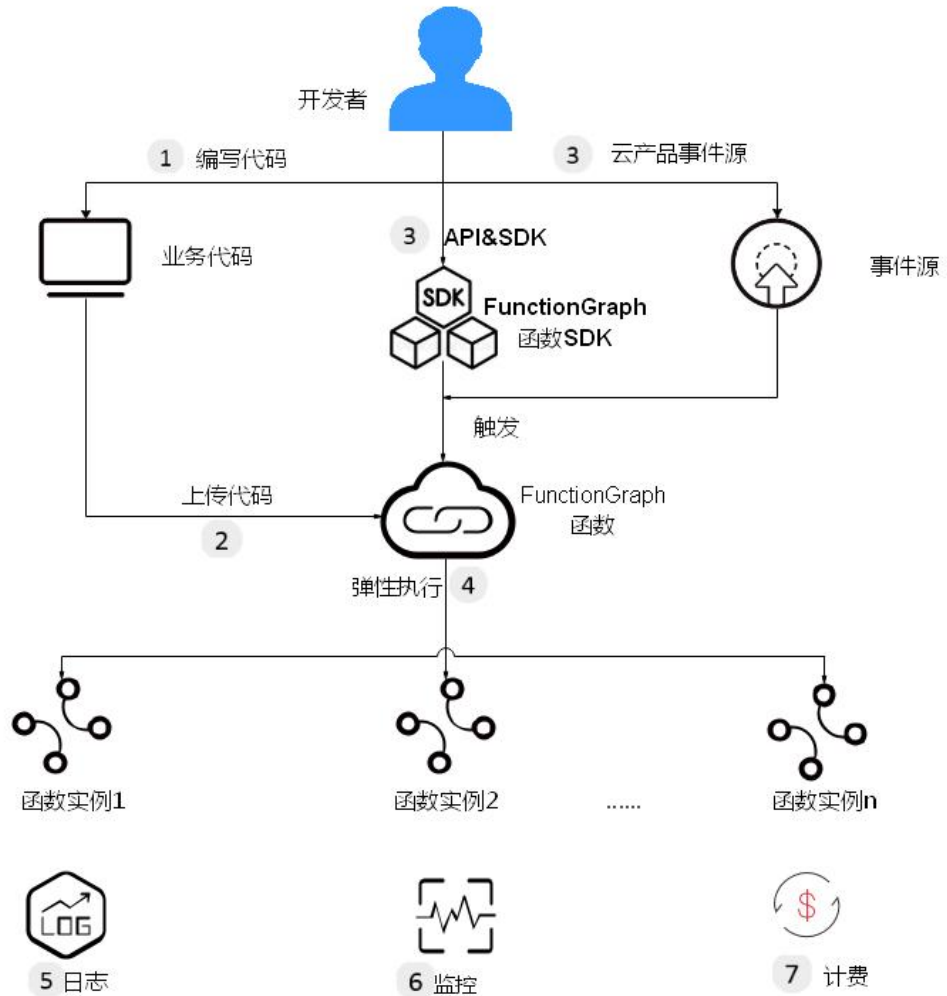 开发者
1 编写代码
3 云产品事件源
业务代码
3 API&SDK
事件源
SDK
FunctionGraph
函数SDK
触发
上传代码
2
FunctionGraph
函数
弹性执行 4
函数实例1
函数实例2
......
函数实例n
LOG
$
5 日志
6 监控
7 计费